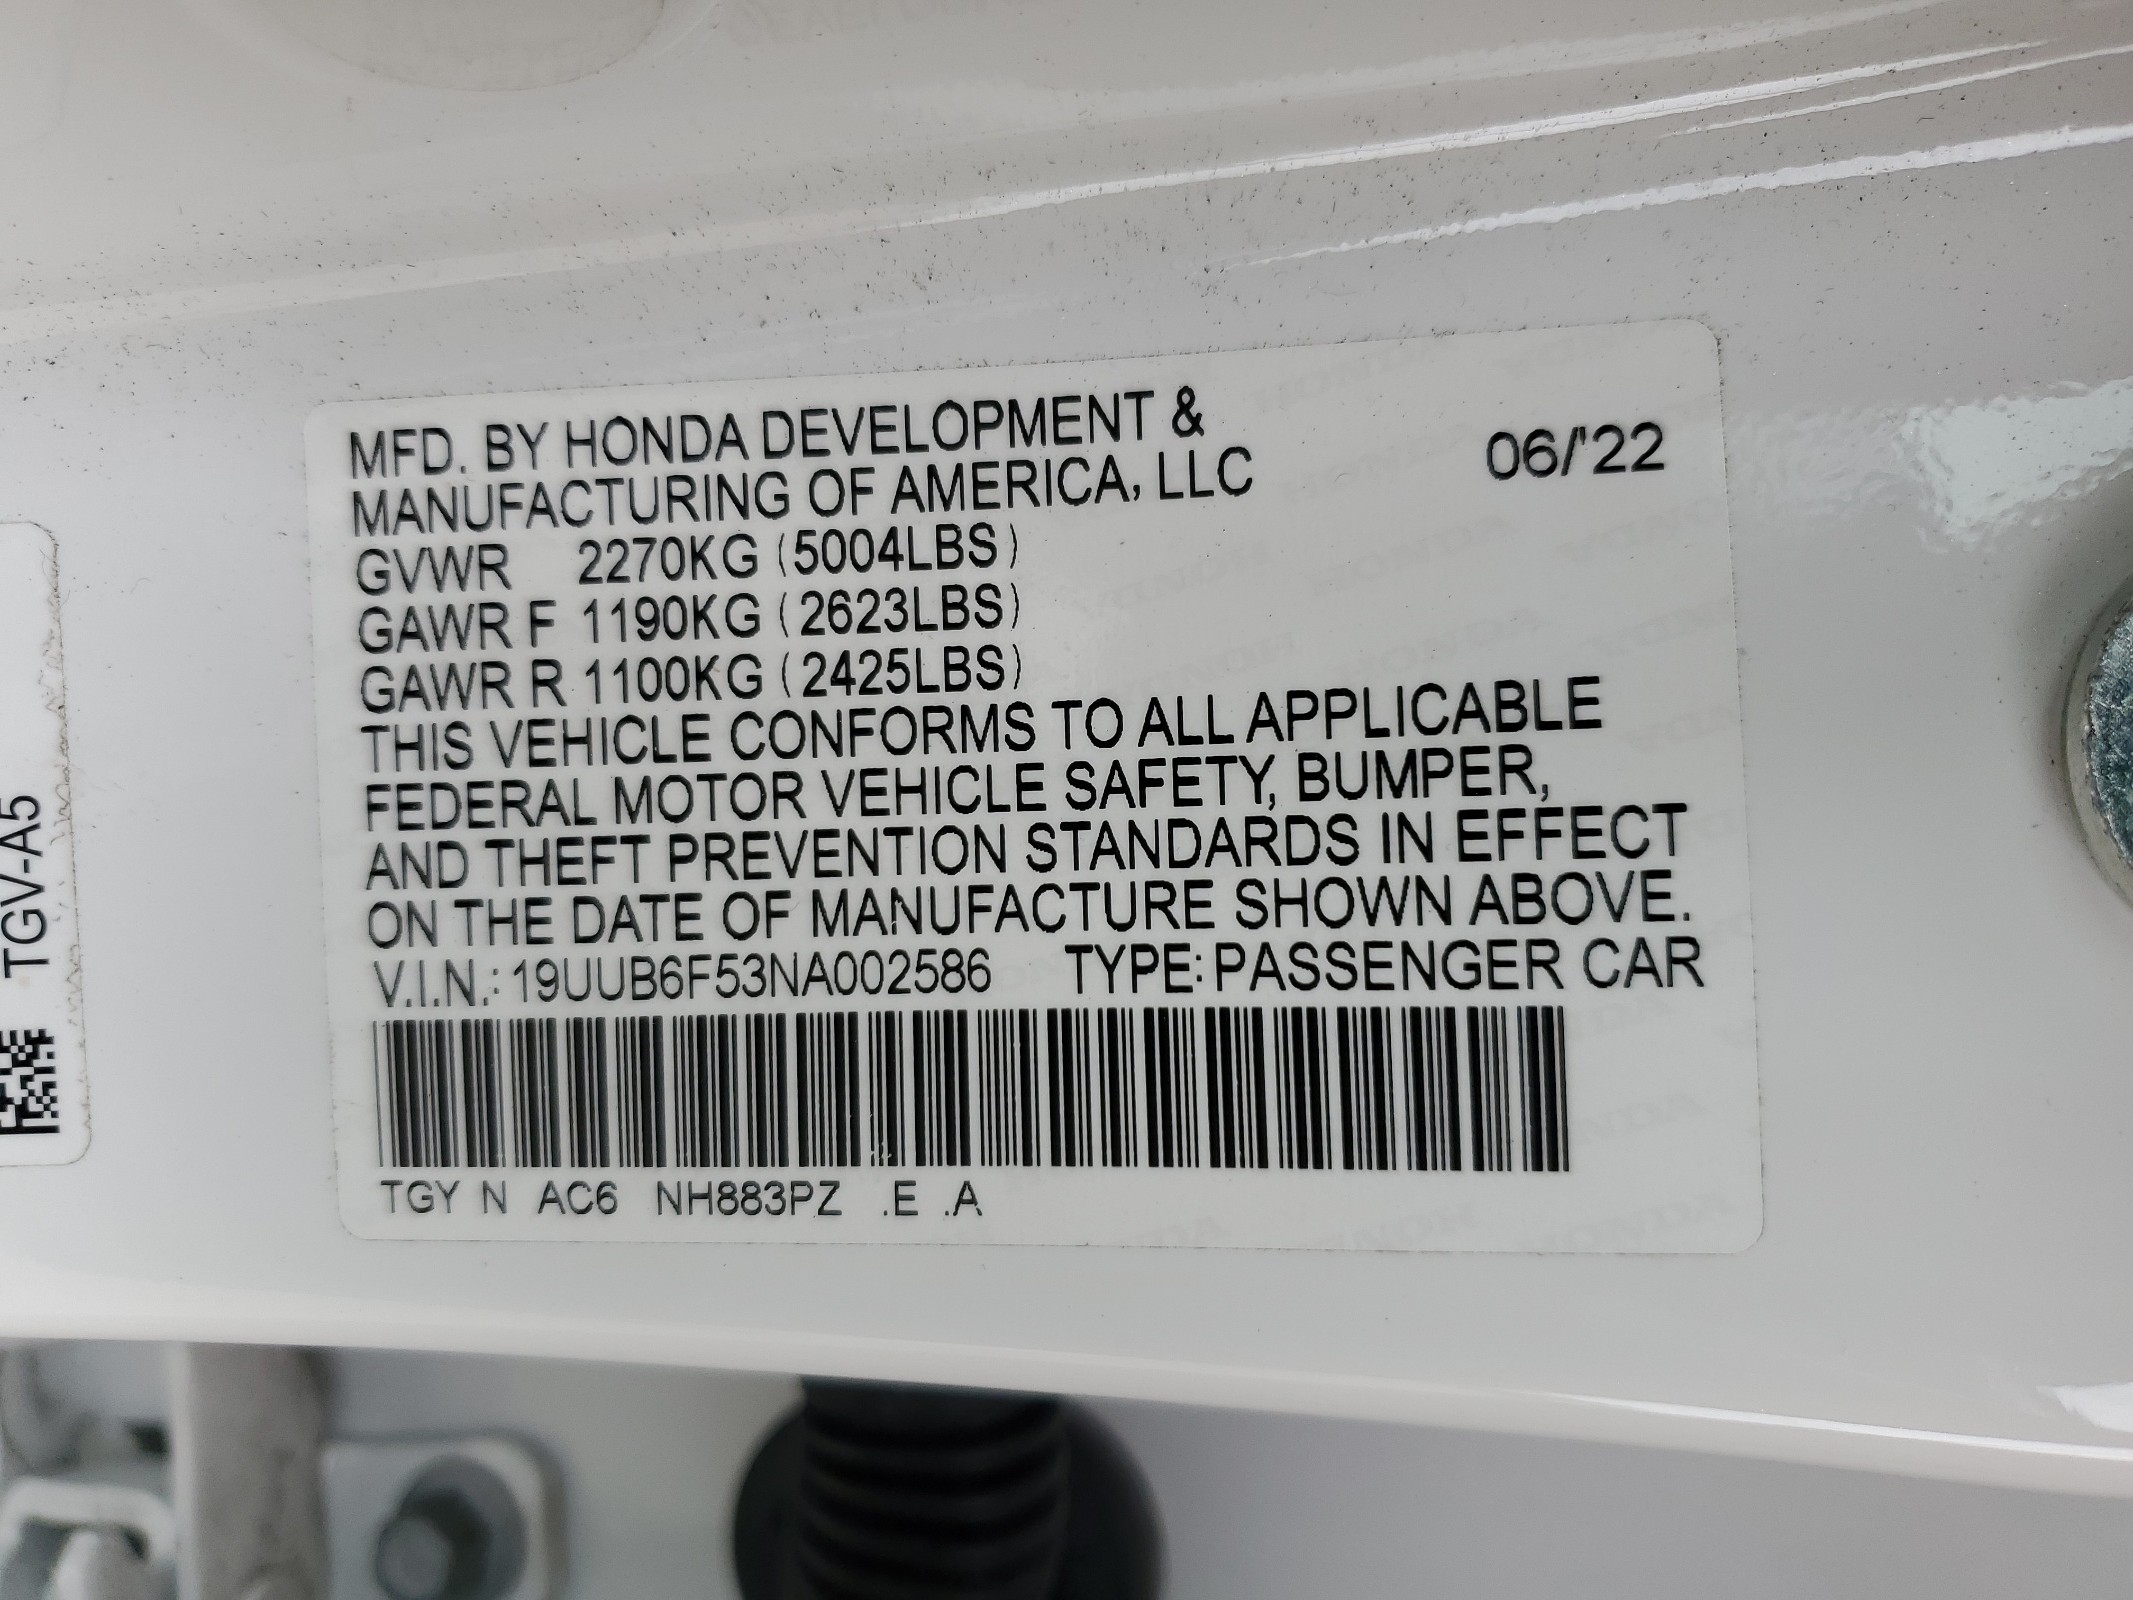 MFD. BY HONDA DEVELOPMENT &
MANUFACTURING OF AMERICA, LLC
06/'22
GVWR 2270KG (5004LBS)
GAWR F 1190KG (2623LBS)
GAWR R 1100KG (2425LBS)
THIS VEHICLE CONFORMS TO ALL APPLICABLE
FEDERAL MOTOR VEHICLE SAFETY, BUMPER,
AND THEFT PREVENTION STANDARDS IN EFFECT
ON THE DATE OF MANUFACTURE SHOWN ABOVE.
V.I.N.: 19UUB6F53NA002586 TYPE: PASSENGER CAR
TGY N AC6 NH883PZ .E .A
TGV-A5